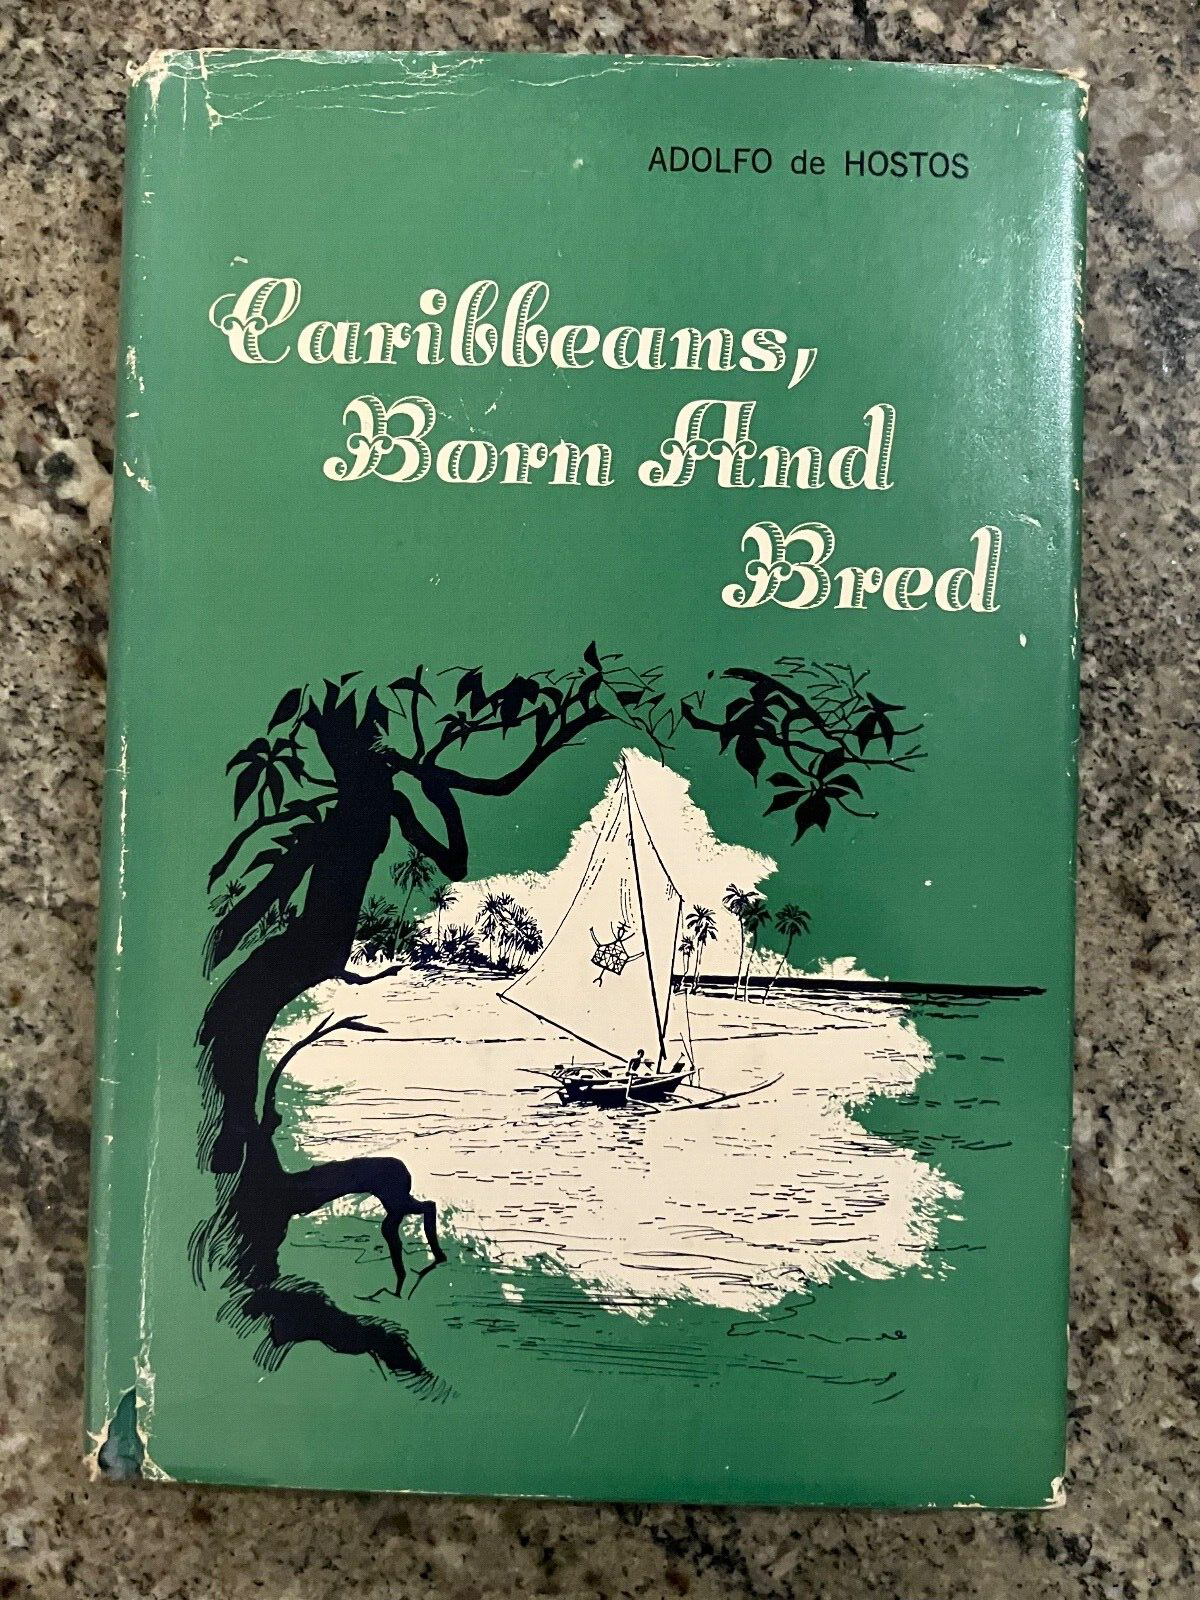 ADOLFO de HOSTOS
Caribbeans,
Born And
Bred